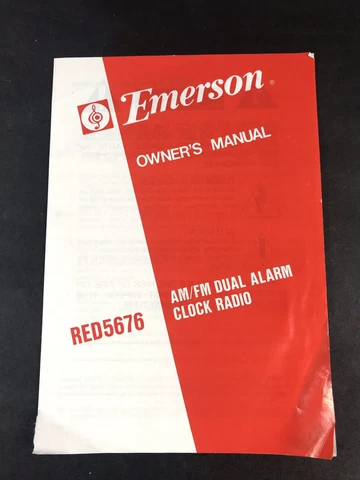 Emerson®
OWNER'S MANUAL
AM/FM DUAL ALARM
CLOCK RADIO
RED5676